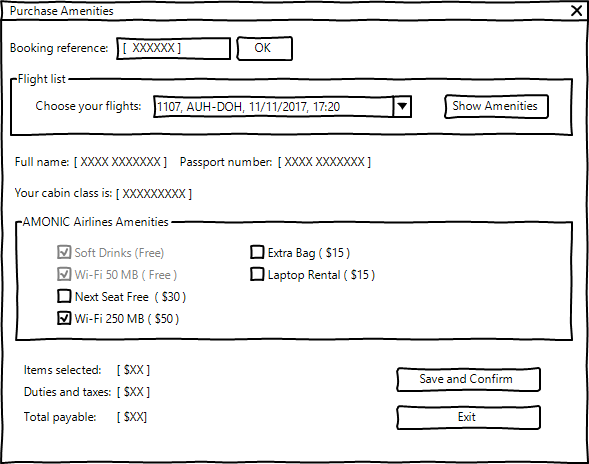 Purchase Amenities
Booking reference: [ XXXXXX ] OK
Flight list
Choose your flights: 1107, AUH-DOH, 11/11/2017, 17:20 Show Amenities
Full name: [ XXXX XXXXXXX ] Passport number: [ XXXX XXXXXXX ]
Your cabin class is: [ XXXXXXXXX ]
AMONIC Airlines Amenities
Soft Drinks (Free) Extra Bag ( $15 )
Wi-Fi 50 MB ( Free ) Laptop Rental ( $15 )
Next Seat Free ( $30 )
Wi-Fi 250 MB ( $50 )
Items selected: [ $XX ] Save and Confirm
Duties and taxes: [ $XX ]
Total payable: [ $XX] Exit